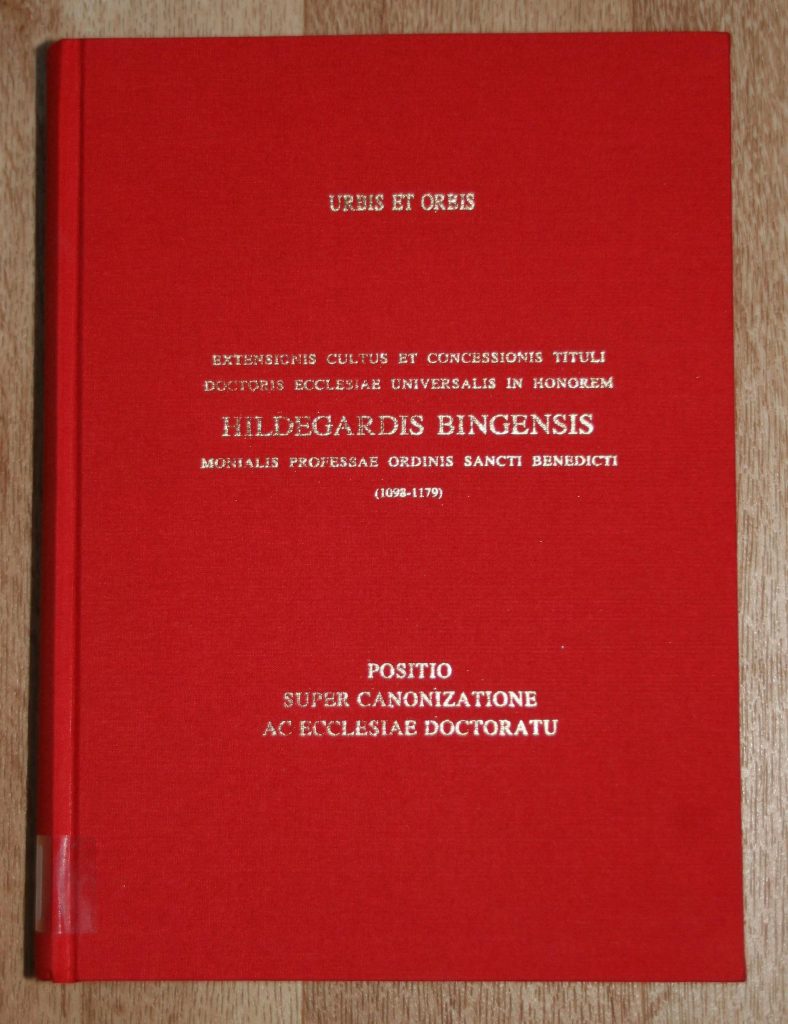 URBIS ET ORBIS
EXTENSIONIS CULTUS ET CONCESSIONIS TITULI
DOCTORIS ECCLESIAE UNIVERSALIS IN HONOREM
HILDEGARDIS BINGENSIS
MONIALIS PROFESSAE ORDINIS SANCTI BENEDICTI
(1098-1179)
POSITIO
SUPER CANONIZATIONE
AC ECCLESIAE DOCTORATU